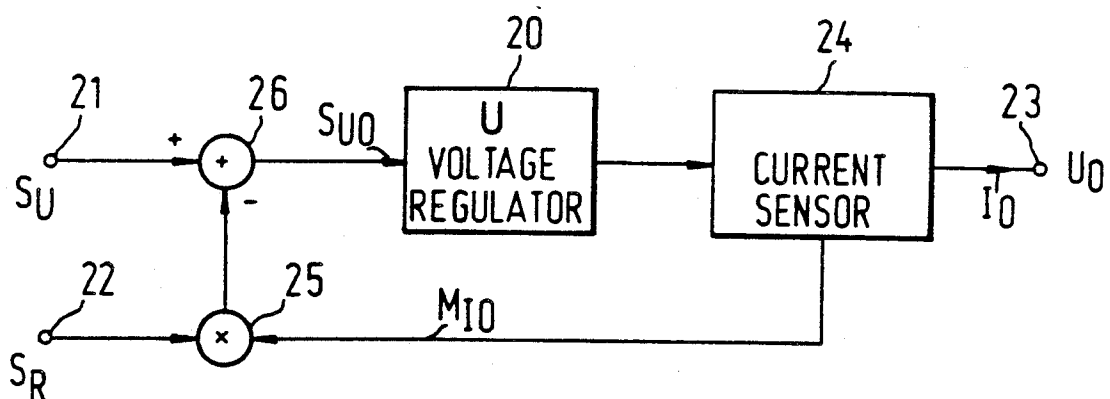 20
24
21
26
23
+
S_U0
U
+
VOLTAGE
REGULATOR
CURRENT
SENSOR
S_U
-
I_0
U_0
22
25
M_I0
×
S_R